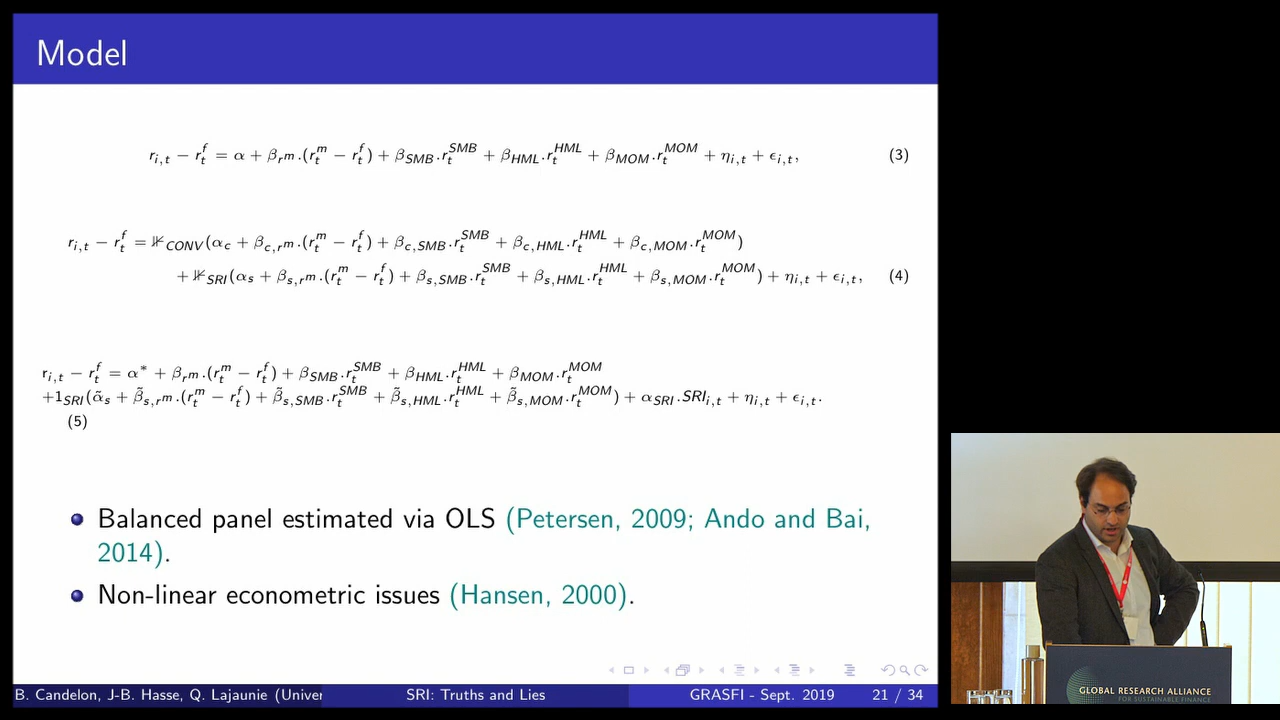 Model
r_{i,t} − r_t^f = α + β_{r^m}.(r_t^m − r_t^f) + β_{SMB}.r_t^{SMB} + β_{HML}.r_t^{HML} + β_{MOM}.r_t^{MOM} + η_{i,t} + ϵ_{i,t}, (3)
r_{i,t} − r_t^f = ⊮_{CONV}(α_c + β_{c,r^m}.(r_t^m − r_t^f) + β_{c,SMB}.r_t^{SMB} + β_{c,HML}.r_t^{HML} + β_{c,MOM}.r_t^{MOM})
+ ⊮_{SRI}(α_s + β_{s,r^m}.(r_t^m − r_t^f) + β_{s,SMB}.r_t^{SMB} + β_{s,HML}.r_t^{HML} + β_{s,MOM}.r_t^{MOM}) + η_{i,t} + ϵ_{i,t}, (4)
r_{i,t} − r_t^f = α* + β_{r^m}.(r_t^m − r_t^f) + β_{SMB}.r_t^{SMB} + β_{HML}.r_t^{HML} + β_{MOM}.r_t^{MOM}
+1_{SRI}(α̃_s + β̃_{s,r^m}.(r_t^m − r_t^f) + β̃_{s,SMB}.r_t^{SMB} + β̃_{s,HML}.r_t^{HML} + β̃_{s,MOM}.r_t^{MOM}) + α_{SRI}.SRI_{i,t} + η_{i,t} + ϵ_{i,t}.
(5)
Balanced panel estimated via OLS (Petersen, 2009; Ando and Bai,
2014).
Non-linear econometric issues (Hansen, 2000).
B. Candelon, J-B. Hasse, Q. Lajaunie (Univer SRI: Truths and Lies GRASFI - Sept. 2019 21 / 34
GLOBAL RESEARCH ALLIANCE
FOR SUSTAINABLE FINANCE